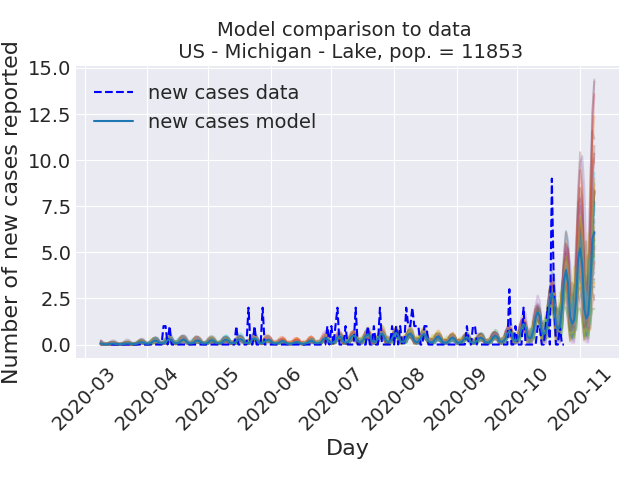 Model comparison to data
US - Michigan - Lake, pop. = 11853
Number of new cases reported
15.0
12.5
10.0
7.5
5.0
2.5
0.0
new cases data
new cases model
2020-03
2020-04
2020-05
2020-06
2020-07
2020-08
2020-09
2020-10
2020-11
Day